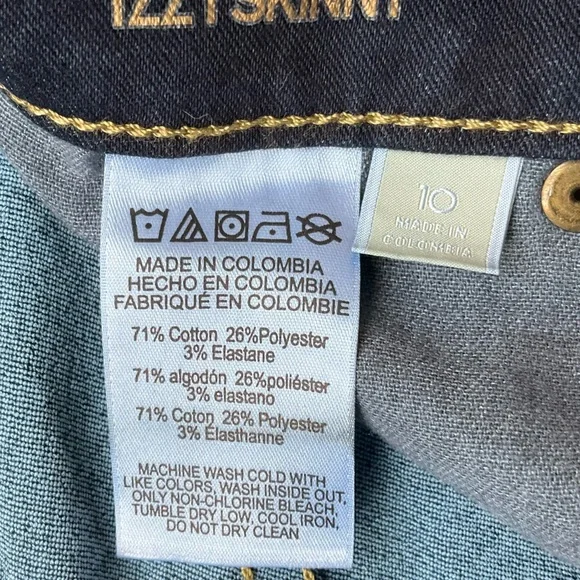 IZZY SKINNY
10
MADE IN
COLOMBIA
MADE IN COLOMBIA
HECHO EN COLOMBIA
FABRIQUÉ EN COLOMBIE
71% Cotton 26%Polyester
3% Elastane
71% algodón 26%poliéster
3% elastano
71% Coton 26% Polyester
3% Elasthanne
MACHINE WASH COLD WITH
LIKE COLORS, WASH INSIDE OUT,
ONLY NON-CHLORINE BLEACH,
TUMBLE DRY LOW, COOL IRON,
DO NOT DRY CLEAN